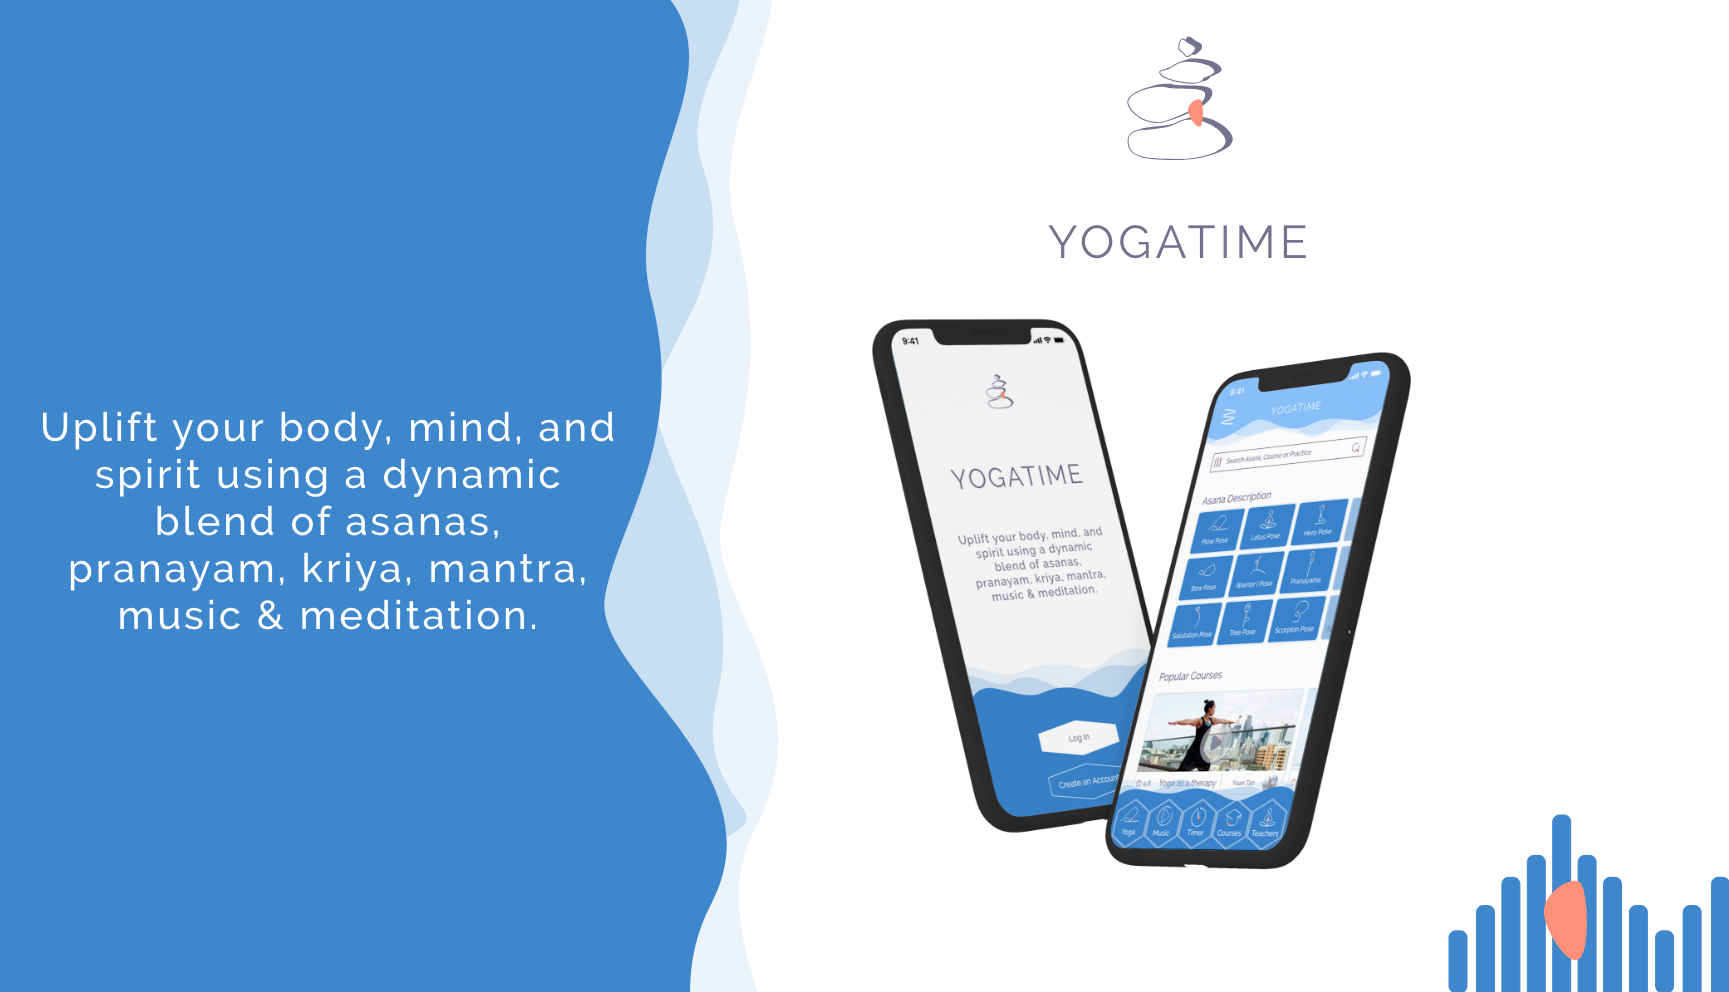 Uplift your body, mind, and
spirit using a dynamic
blend of asanas,
pranayam, kriya, mantra,
music & meditation.
YOGATIME
9:41
YOGATIME
Uplift your body, mind, and
spirit using a dynamic
blend of asanas,
pranayam, kriya, mantra,
music & meditation.
Log In
Create an Account
9:41
YOGATIME
Search Asana, Course or Practice
Asana Description
Plow Pose
Lotus Pose
Hero Pose
Bow Pose
Warrior I Pose
Pranayama
Salutation Pose
Tree Pose
Scorpion Pose
Popular Courses
4.8
Yoga as a therapy
Yuan Tan
Yoga
Music
Timer
Courses
Teachers